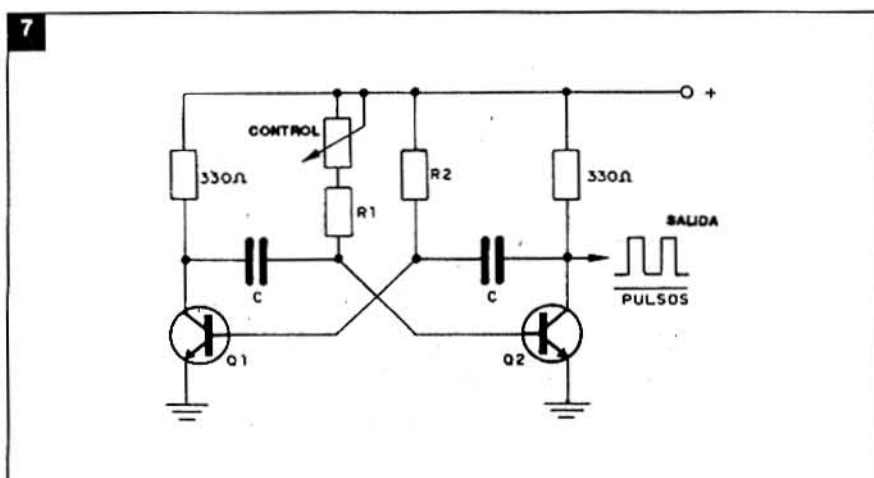 7
+
CONTROL
330Ω
R1
R2
330Ω
SALIDA
C
C
PULSOS
Q1
Q2